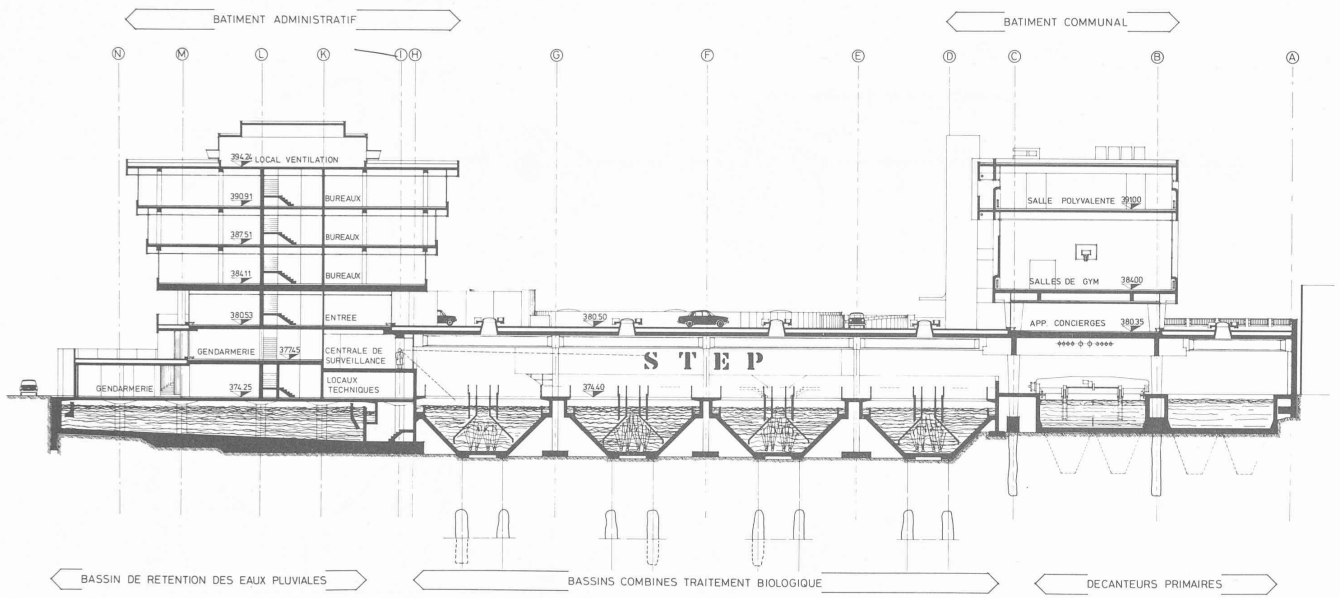 BATIMENT ADMINISTRATIF
BATIMENT COMMUNAL
N M L K I H G F E D C B A
394.24 LOCAL VENTILATION
390.91 BUREAUX
SALLE POLYVALENTE 391.00
387.51 BUREAUX
384.11 BUREAUX
SALLES DE GYM 384.00
380.53 ENTREE
380.50
APP. CONCIERGES 380.35
GENDARMERIE 377.45 CENTRALE DE
SURVEILLANCE
STEP
GENDARMERIE 374.25 LOCAUX
TECHNIQUES
374.40
BASSIN DE RETENTION DES EAUX PLUVIALES
BASSINS COMBINES TRAITEMENT BIOLOGIQUE
DECANTEURS PRIMAIRES